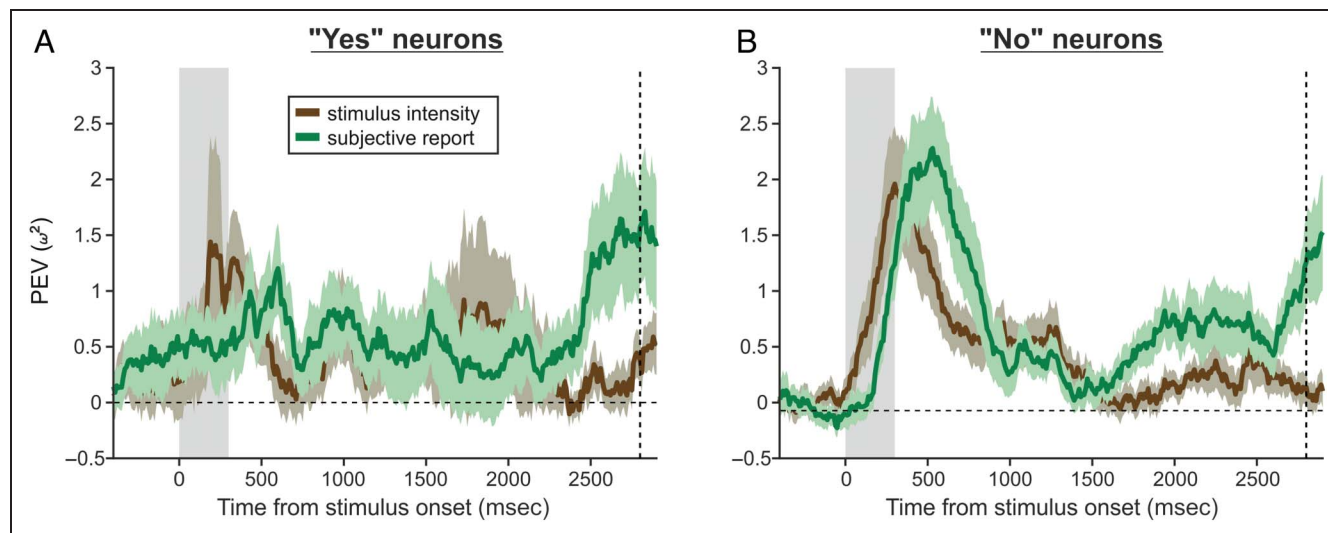 A
"Yes" neurons
3
2.5
2
1.5
1
0.5
0
−0.5
PEV (ω²)
stimulus intensity
subjective report
0 500 1000 1500 2000 2500
Time from stimulus onset (msec)
B
"No" neurons
3
2.5
2
1.5
1
0.5
0
−0.5
0 500 1000 1500 2000 2500
Time from stimulus onset (msec)